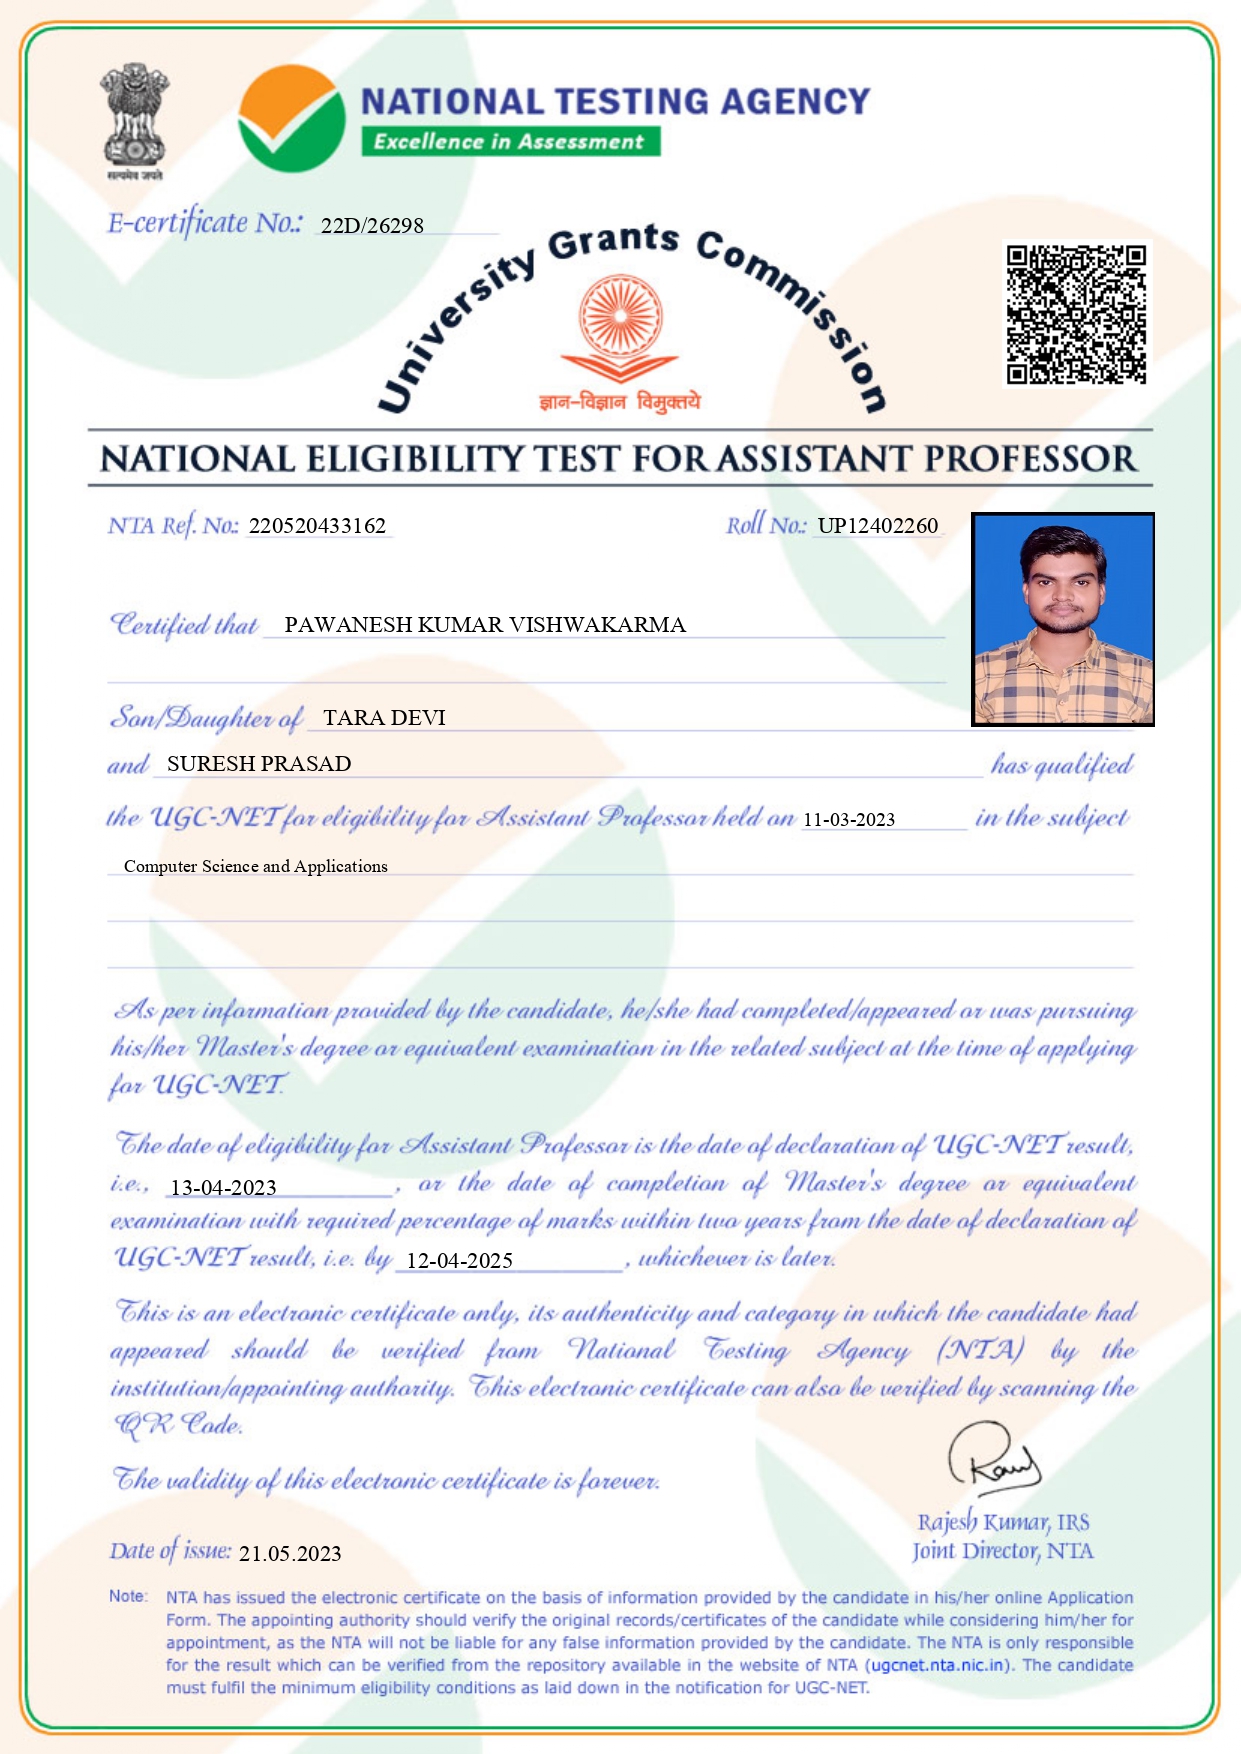 NATIONAL TESTING AGENCY
Excellence in Assessment
सत्यमेव जयते
E-certificate No.: 22D/26298
University Grants Commission
ज्ञान-विज्ञान विमुक्तये
NATIONAL ELIGIBILITY TEST FOR ASSISTANT PROFESSOR
NTA Ref. No.: 220520433162 Roll No.: UP12402260
Certified that PAWANESH KUMAR VISHWAKARMA
Son/Daughter of TARA DEVI
and SURESH PRASAD has qualified
the UGC-NET for eligibility for Assistant Professor held on 11-03-2023 in the subject
Computer Science and Applications
As per information provided by the candidate, he/she had completed/appeared or was pursuing
his/her Master's degree or equivalent examination in the related subject at the time of applying
for UGC-NET.
The date of eligibility for Assistant Professor is the date of declaration of UGC-NET result,
i.e., 13-04-2023, or the date of completion of Master's degree or equivalent
examination with required percentage of marks within two years from the date of declaration of
UGC-NET result, i.e. by 12-04-2025, whichever is later.
This is an electronic certificate only, its authenticity and category in which the candidate had
appeared should be verified from National Testing Agency (NTA) by the
institution/appointing authority. This electronic certificate can also be verified by scanning the
QR Code.
The validity of this electronic certificate is forever.
Rajesh Kumar, IRS
Joint Director, NTA
Date of issue: 21.05.2023
Note: NTA has issued the electronic certificate on the basis of information provided by the candidate in his/her online Application
Form. The appointing authority should verify the original records/certificates of the candidate while considering him/her for
appointment, as the NTA will not be liable for any false information provided by the candidate. The NTA is only responsible
for the result which can be verified from the repository available in the website of NTA (ugcnet.nta.nic.in). The candidate
must fulfil the minimum eligibility conditions as laid down in the notification for UGC-NET.